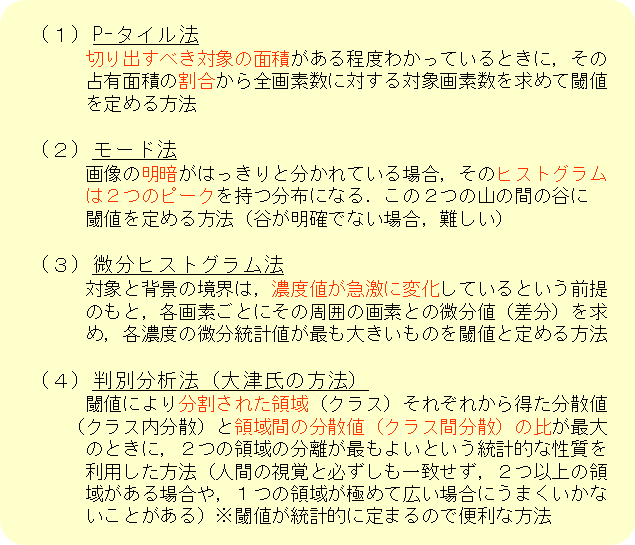 （１）P-タイル法
切り出すべき対象の面積がある程度わかっているときに，その
占有面積の割合から全画素数に対する対象画素数を求めて閾値
を定める方法
（２）モード法
画像の明暗がはっきりと分かれている場合，そのヒストグラム
は２つのピークを持つ分布になる．この２つの山の間の谷に
閾値を定める方法（谷が明確でない場合，難しい）
（３）微分ヒストグラム法
対象と背景の境界は，濃度値が急激に変化しているという前提
のもと，各画素ごとにその周囲の画素との微分値（差分）を求
め，各濃度の微分統計値が最も大きいものを閾値と定める方法
（４）判別分析法（大津氏の方法）
閾値により分割された領域（クラス）それぞれから得た分散値
（クラス内分散）と領域間の分散値（クラス間分散）の比が最大
のときに，２つの領域の分離が最もよいという統計的な性質を
利用した方法（人間の視覚と必ずしも一致せず，２つ以上の領
域がある場合や，１つの領域が極めて広い場合にうまくいかな
いことがある）※閾値が統計的に定まるので便利な方法